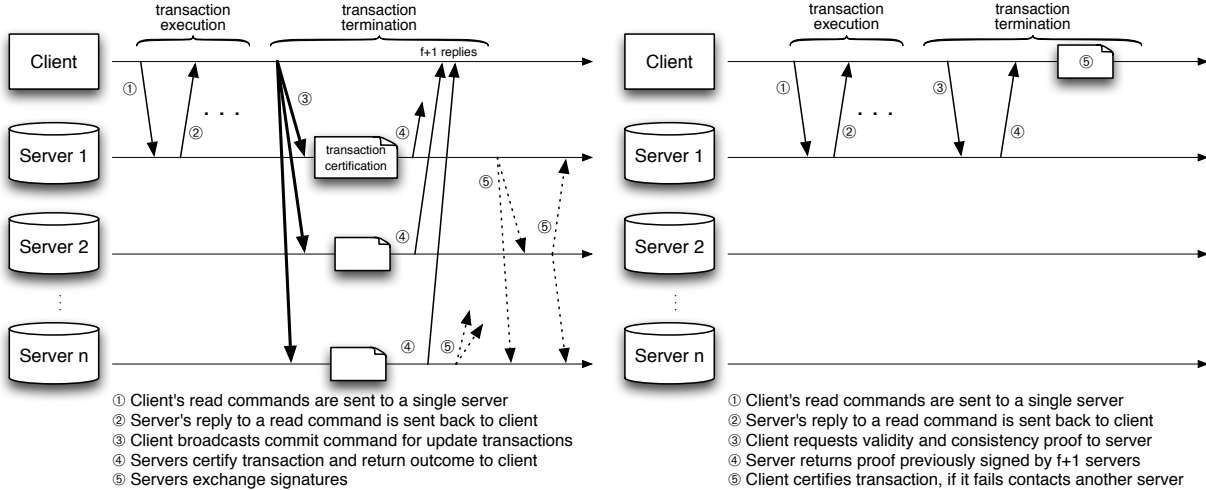 transaction
execution
transaction
termination
f+1 replies
Client
①
②
. . .
③
④
Server 1
transaction
certification
⑤
Server 2
④
⑤
Server n
④
⑤
① Client's read commands are sent to a single server
② Server's reply to a read command is sent back to client
③ Client broadcasts commit command for update transactions
④ Servers certify transaction and return outcome to client
⑤ Servers exchange signatures
transaction
execution
transaction
termination
Client
⑤
①
②
. . .
③
④
Server 1
Server 2
Server n
① Client's read commands are sent to a single server
② Server's reply to a read command is sent back to client
③ Client requests validity and consistency proof to server
④ Server returns proof previously signed by f+1 servers
⑤ Client certifies transaction, if it fails contacts another server